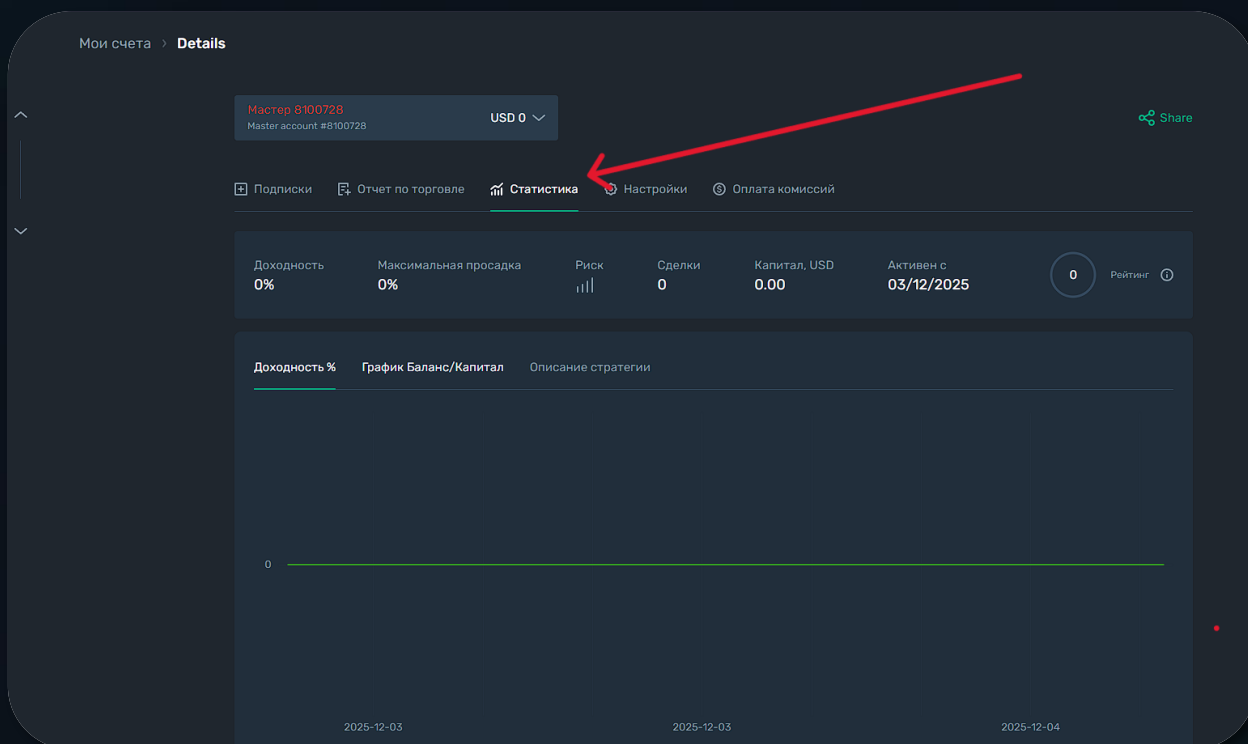 Мои счета › Details
Мастер 8100728
Master account #8100728
USD 0
Share
Подписки Отчет по торговле Статистика Настройки Оплата комиссий
Доходность Максимальная просадка Риск Сделки Капитал, USD Активен с
0% 0% 0 0.00 03/12/2025
0 Рейтинг
Доходность % График Баланс/Капитал Описание стратегии
0
2025-12-03 2025-12-03 2025-12-04